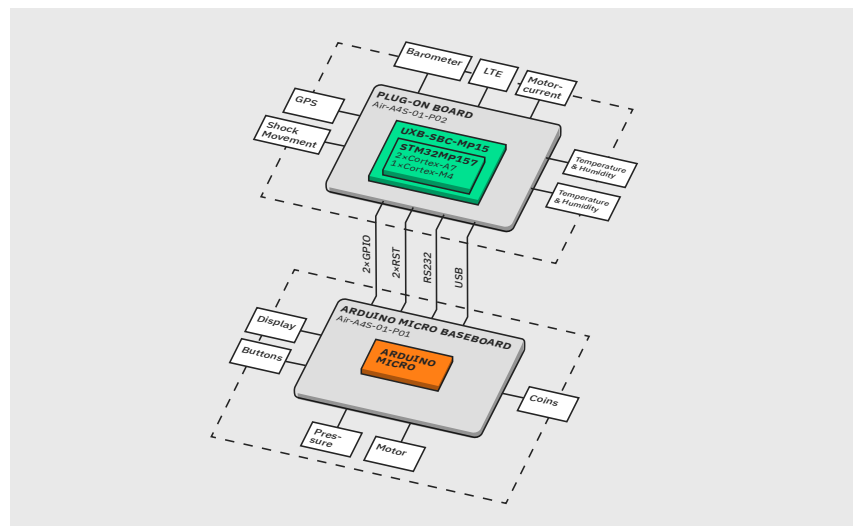 Barometer
LTE
Motor-
current
GPS
Shock
Movement
PLUG-ON BOARD
Air-A4S-01-P02
UXB-SBC-MP15
STM32MP157
2×Cortex-A7
1×Cortex-M4
Temperature
& Humidity
Temperature
& Humidity
2×GPIO
2×RST
RS232
USB
Display
Buttons
ARDUINO MICRO BASEBOARD
Air-A4S-01-P01
ARDUINO
MICRO
Coins
Pres-
sure
Motor